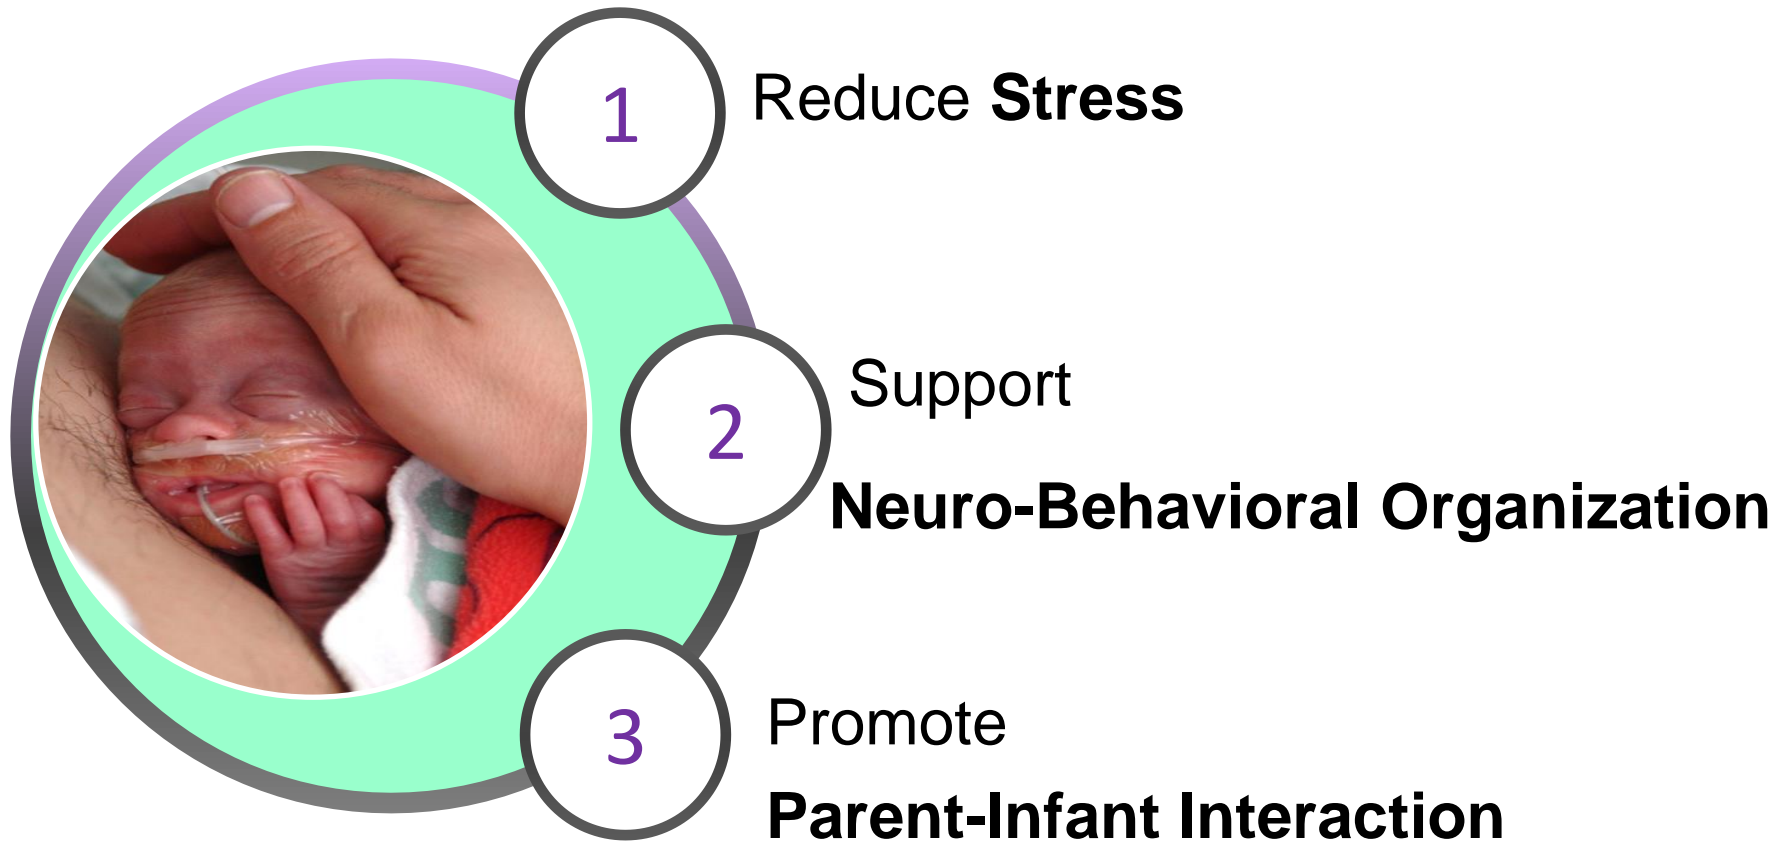 1
Reduce Stress
2
Support
Neuro-Behavioral Organization
3
Promote
Parent-Infant Interaction